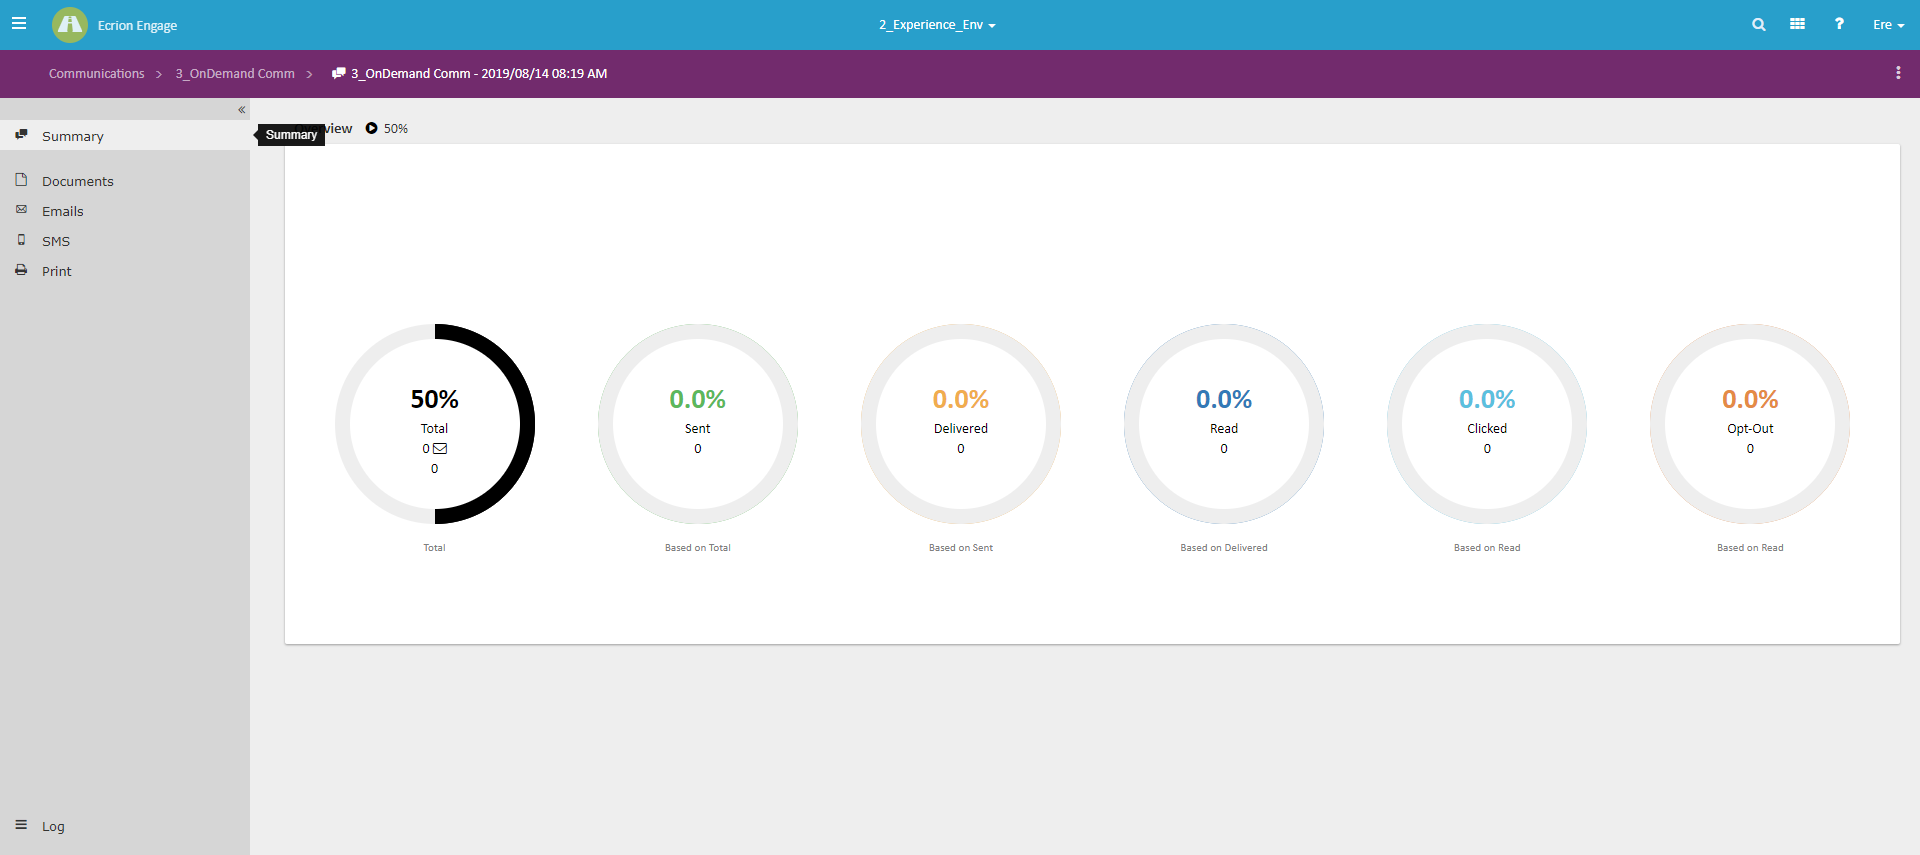 Ecrion Engage
2_Experience_Env
?
Ere
Communications > 3_OnDemand Comm > 3_OnDemand Comm - 2019/08/14 08:19 AM
«
Summary
Documents
Emails
SMS
Print
Log
Summary
view 50%
50%
Total
0
0
Total
0.0%
Sent
0
Based on Total
0.0%
Delivered
0
Based on Sent
0.0%
Read
0
Based on Delivered
0.0%
Clicked
0
Based on Read
0.0%
Opt-Out
0
Based on Read